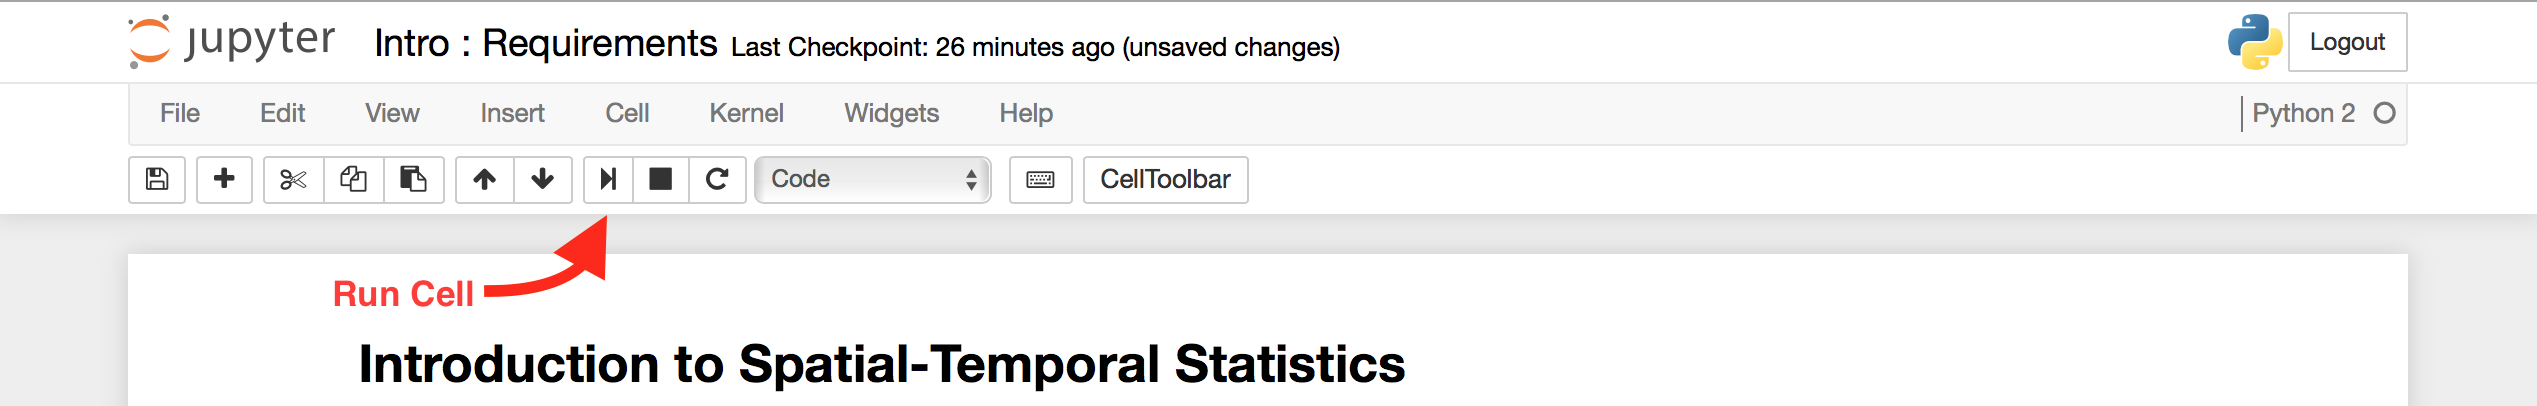 jupyter Intro : Requirements Last Checkpoint: 26 minutes ago (unsaved changes) Logout
File Edit View Insert Cell Kernel Widgets Help Python 2
Code CellToolbar
Run Cell
Introduction to Spatial-Temporal Statistics